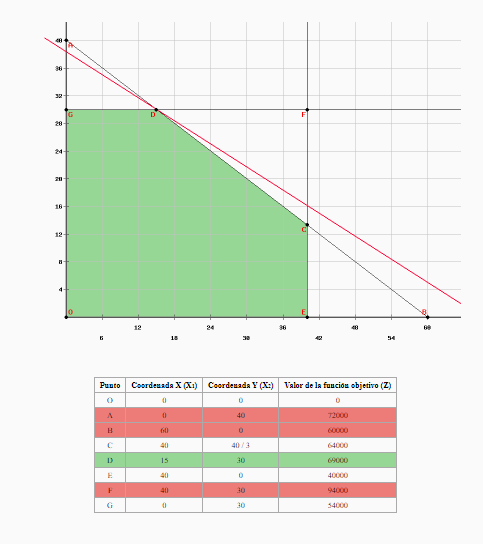 40
A
36
32
G
D
F
28
24
20
16
C
12
8
4
O
E
B
12
24
36
48
60
6
18
30
42
54
Punto Coordenada X (X₁) Coordenada Y (X₂) Valor de la función objetivo (Z)
O 0 0 0
A 0 40 72000
B 60 0 60000
C 40 40 / 3 64000
D 15 30 69000
E 40 0 40000
F 40 30 94000
G 0 30 54000